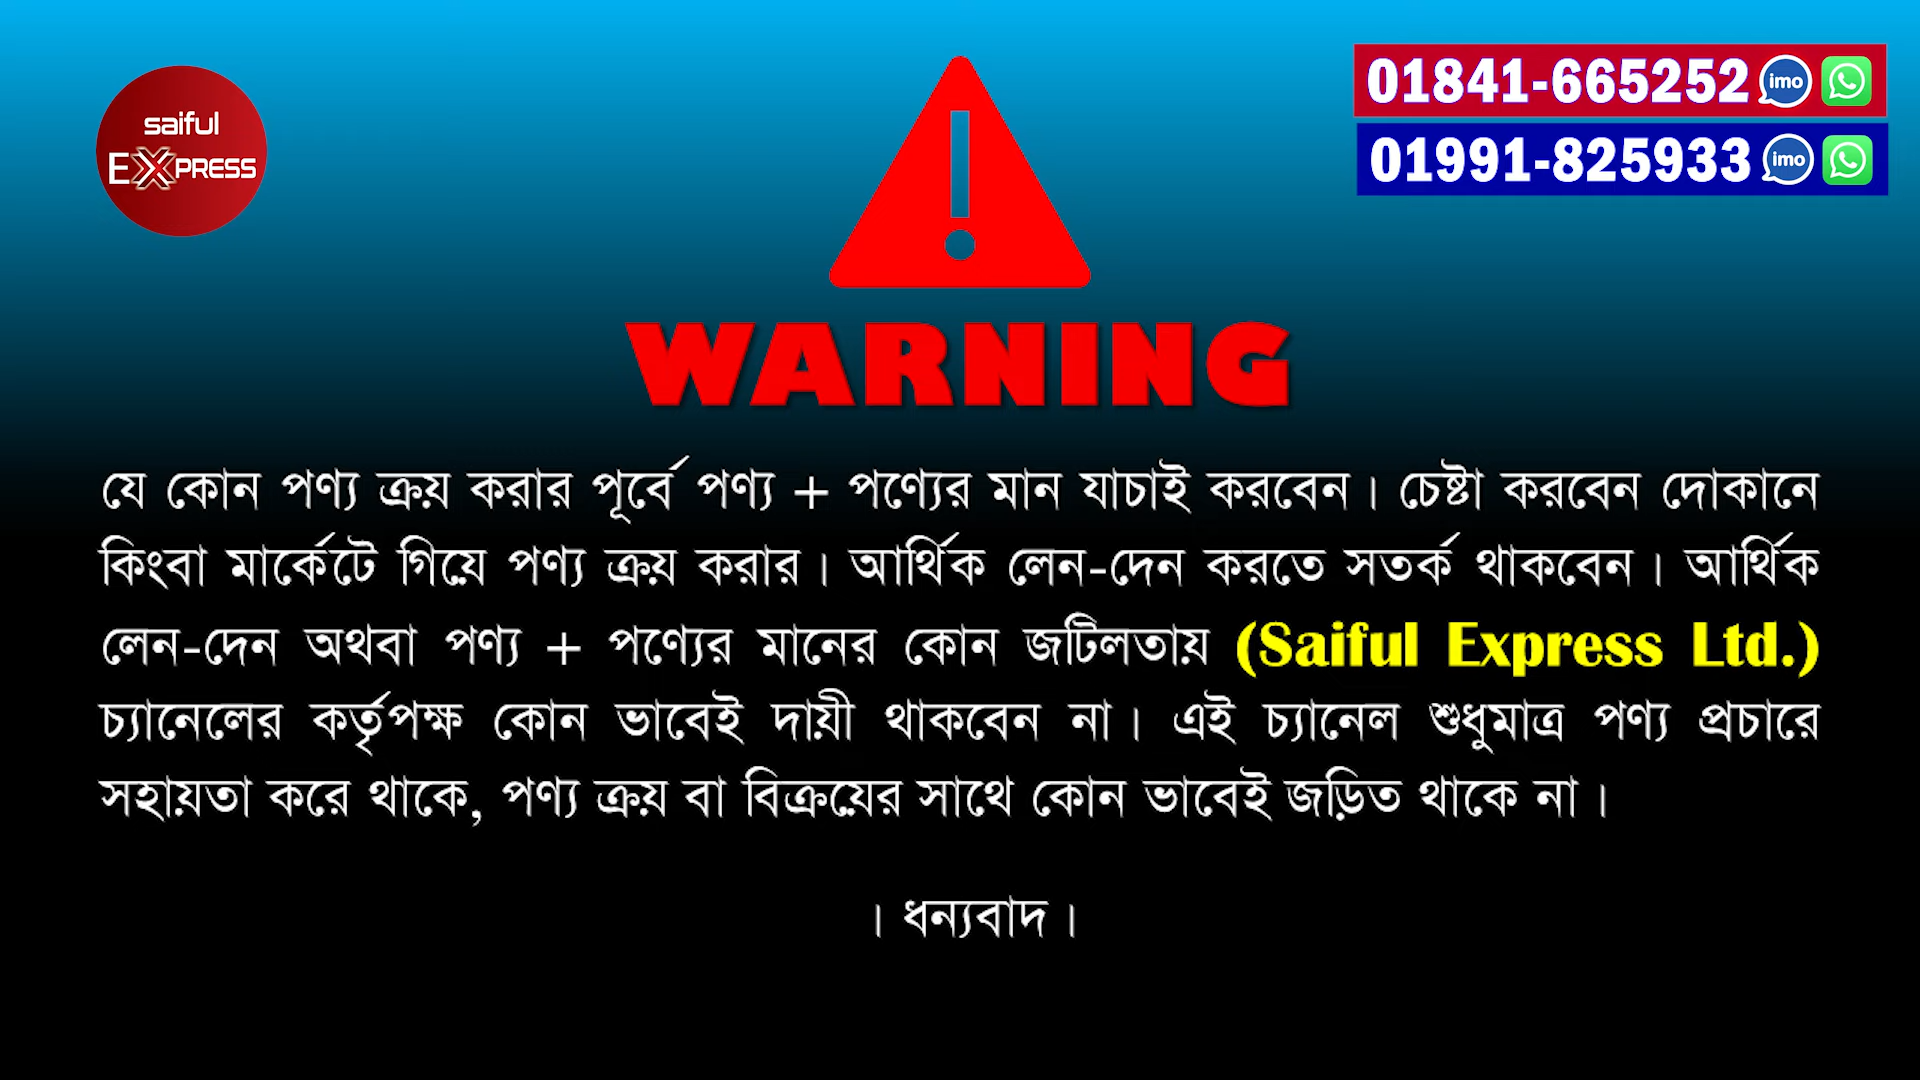 saiful
EXPRESS
01841-665252 imo
01991-825933 imo
WARNING
যে কোন পণ্য ক্রয় করার পূর্বে পণ্য + পণ্যের মান যাচাই করবেন। চেষ্টা করবেন দোকানে
কিংবা মার্কেটে গিয়ে পণ্য ক্রয় করার। আর্থিক লেন-দেন করতে সতর্ক থাকবেন। আর্থিক
লেন-দেন অথবা পণ্য + পণ্যের মানের কোন জটিলতায় (Saiful Express Ltd.)
চ্যানেলের কর্তৃপক্ষ কোন ভাবেই দায়ী থাকবেন না। এই চ্যানেল শুধুমাত্র পণ্য প্রচারে
সহায়তা করে থাকে, পণ্য ক্রয় বা বিক্রয়ের সাথে কোন ভাবেই জড়িত থাকে না।
। ধন্যবাদ ।